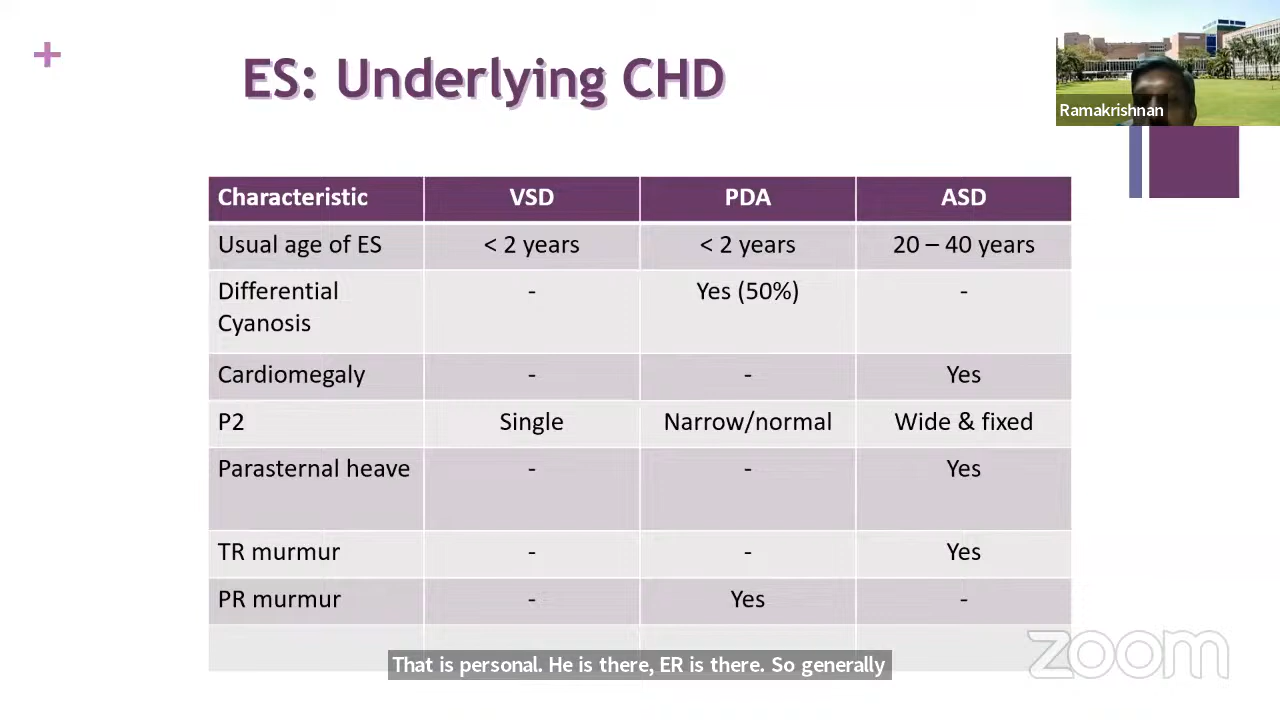 +
ES: Underlying CHD
Ramakrishnan
Characteristic VSD PDA ASD
Usual age of ES < 2 years < 2 years 20 – 40 years
Differential - Yes (50%) -
Cyanosis
Cardiomegaly - - Yes
P2 Single Narrow/normal Wide & fixed
Parasternal heave - - Yes
TR murmur - - Yes
PR murmur - Yes -
That is personal. He is there, ER is there. So generally
zoom